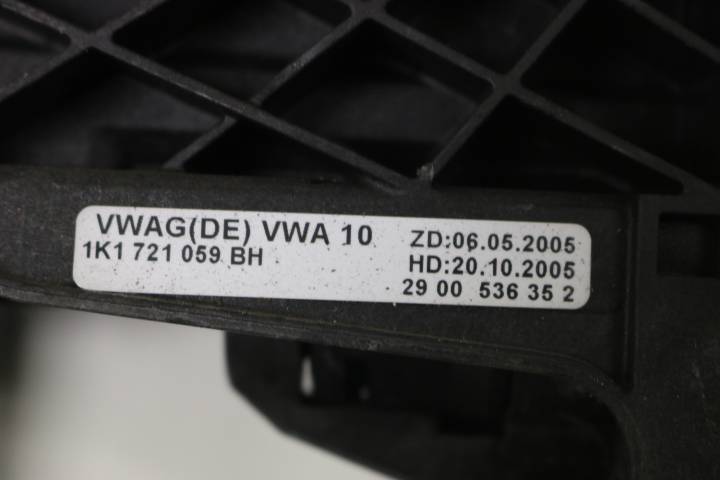 VWAG(DE) VWA 10
1K1 721 059 BH
ZD:06.05.2005
HD:20.10.2005
29 00 536 35 2